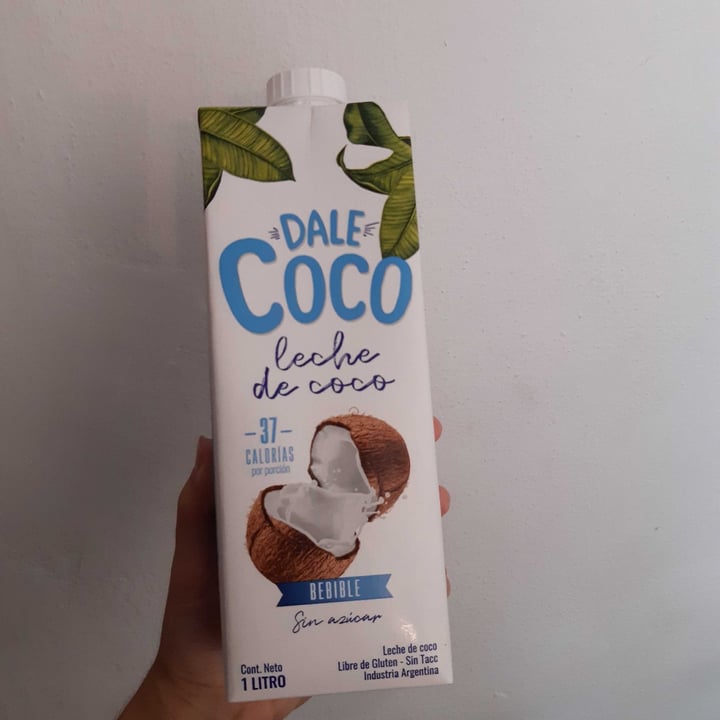 DALE
COCO
leche
de coco
-37-
CALORÍAS
por porción
BEBIBLE
Sin azúcar
Leche de coco
Libre de Gluten - Sin Tacc
Industria Argentina
Cont. Neto
1 LITRO